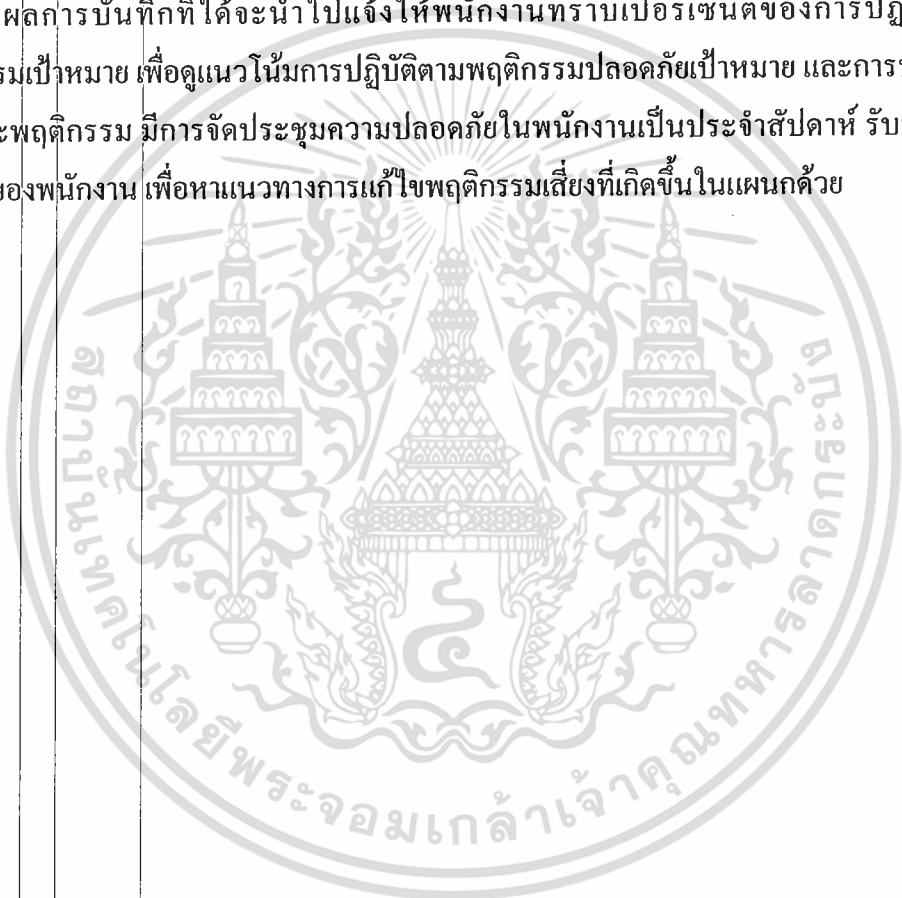 ผลการบันทึกที่ได้จะนำไปแจ้งให้พนักงานทราบเปอร์เซ็นต์ของการปฏ
รมเป้าหมาย เพื่อดูแนวโน้มการปฏิบัติตามพฤติกรรมปลอดภัยเป้าหมาย และการ
ะพฤติกรรม มีการจัดประชุมความปลอดภัยในพนักงานเป็นประจำสัปดาห์ รับ
ของพนักงาน เพื่อหาแนวทางการแก้ไขพฤติกรรมเสี่ยงที่เกิดขึ้นในแผนกด้วย
สถาบันเทคโนโลยีพระจอมเกล้าเจ้าคุณทหารลาดกระบัง
๔